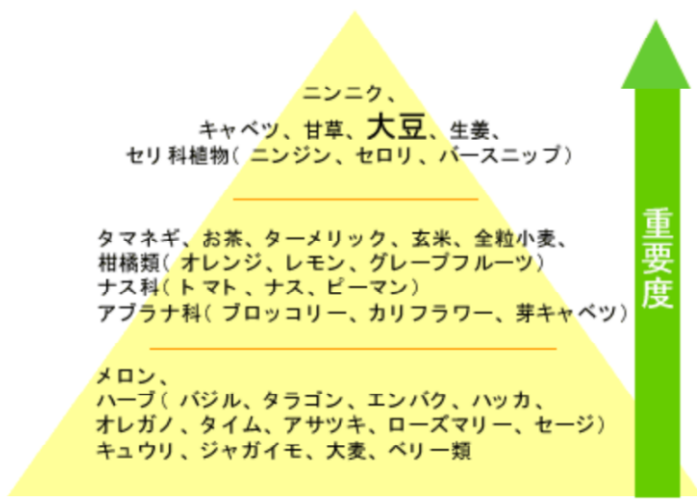 ニンニク、
キャベツ、甘草、大豆、生姜、
セリ科植物(ニンジン、セロリ、パースニップ)
タマネギ、お茶、ターメリック、玄米、全粒小麦、
柑橘類(オレンジ、レモン、グレープフルーツ)
ナス科(トマト、ナス、ピーマン)
アブラナ科(ブロッコリー、カリフラワー、芽キャベツ)
メロン、
ハーブ(バジル、タラゴン、エンバク、ハッカ、
オレガノ、タイム、アサツキ、ローズマリー、セージ)
キュウリ、ジャガイモ、大麦、ベリー類
重要度